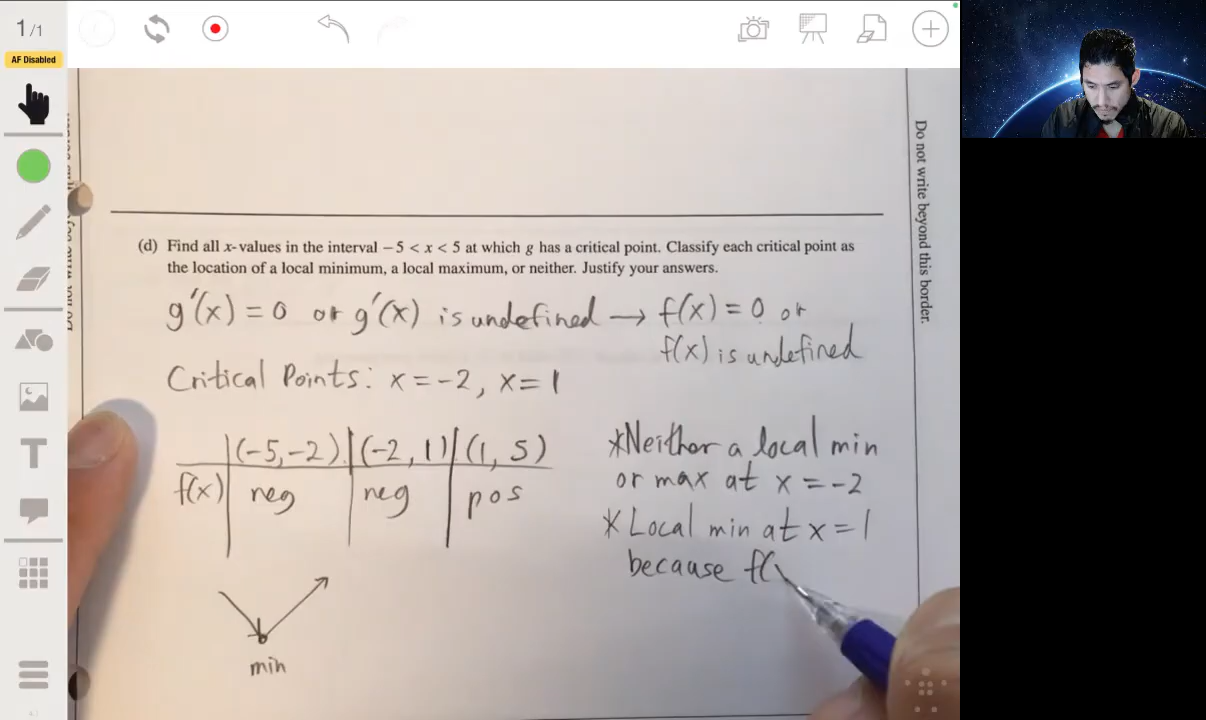 1/1
AF Disabled
Do not write beyond this border.
(d) Find all x-values in the interval −5 < x < 5 at which g has a critical point. Classify each critical point as
the location of a local minimum, a local maximum, or neither. Justify your answers.
g'(x) = 0 or g'(x) is undefined → f(x) = 0 or
f(x) is undefined
Critical Points: x = -2, x = 1
(-5, -2) (-2, 1) (1, 5)
f(x) neg neg pos
min
*Neither a local min
or max at x = -2
* Local min at x = 1
because f(
T